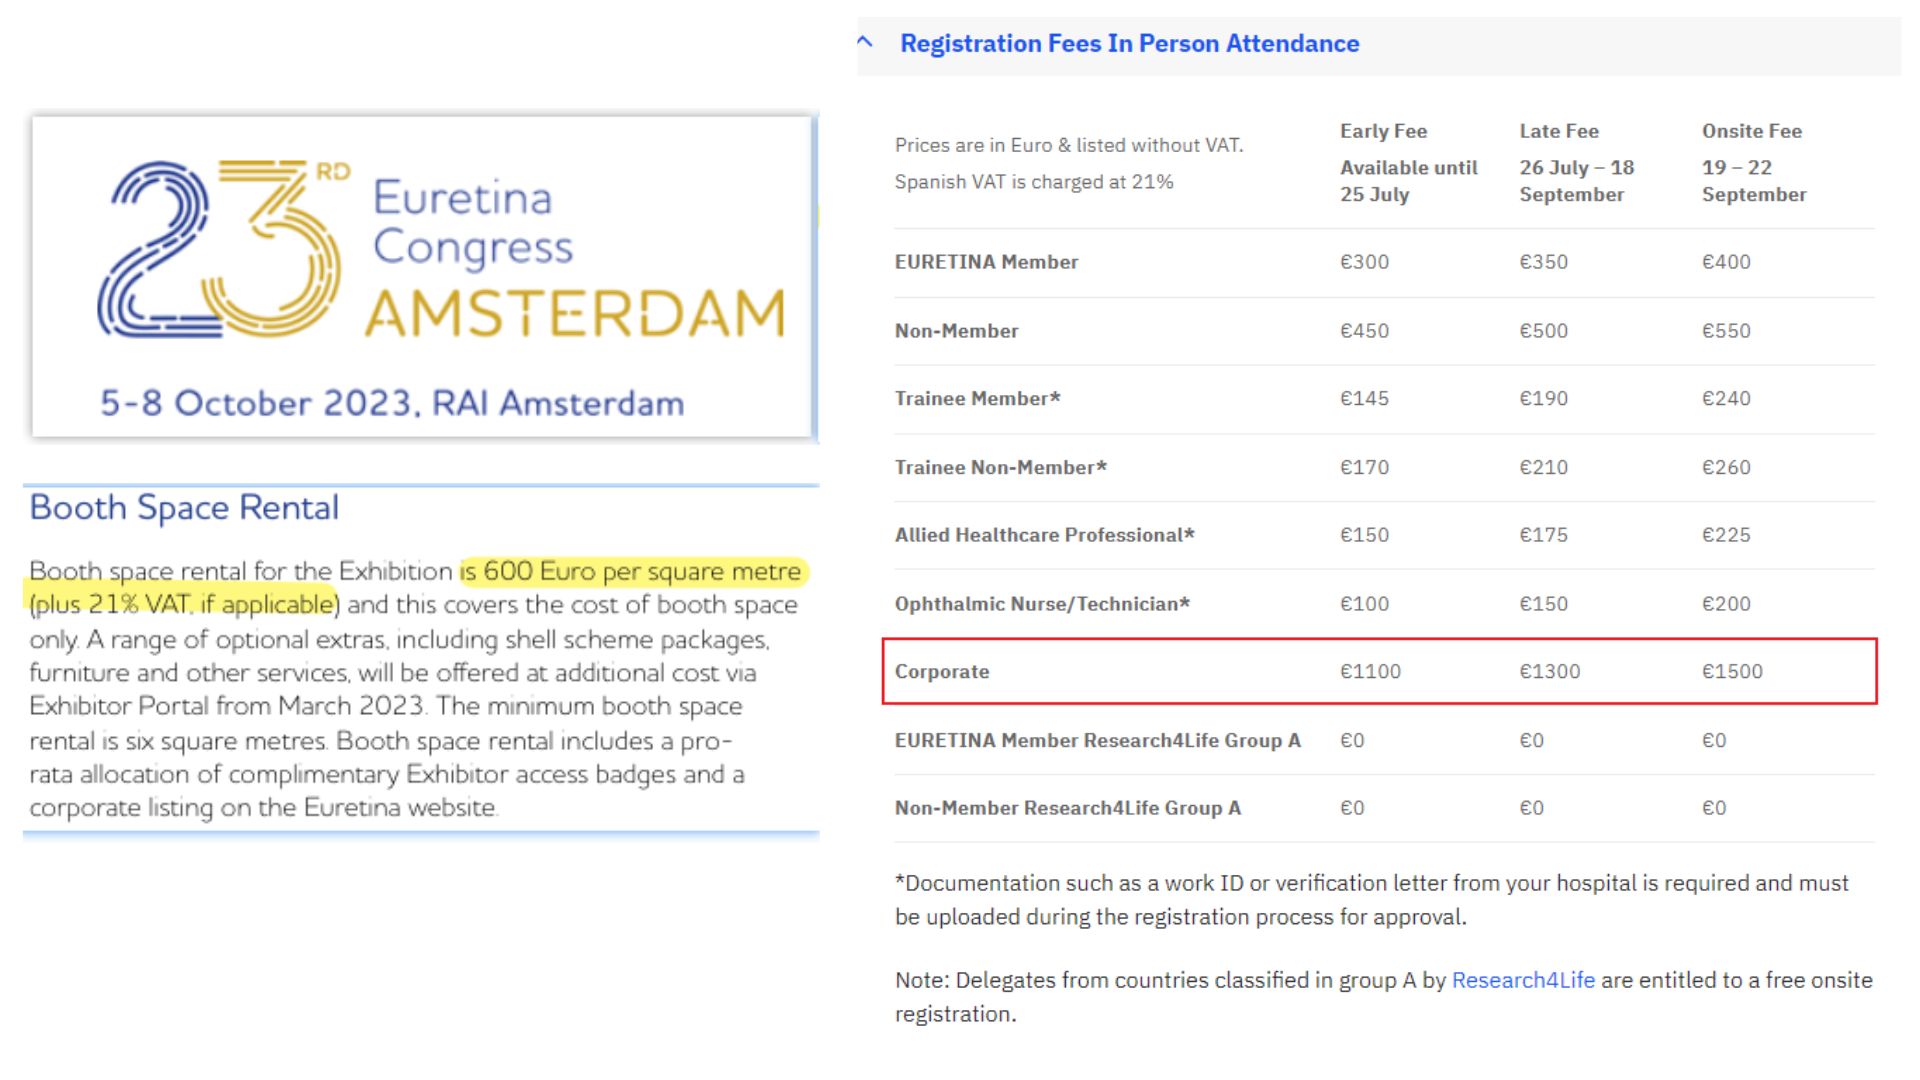 23RD
Euretina
Congress
AMSTERDAM
5-8 October 2023, RAI Amsterdam
Booth Space Rental
Booth space rental for the Exhibition is 600 Euro per square metre
(plus 21% VAT, if applicable) and this covers the cost of booth space
only. A range of optional extras, including shell scheme packages,
furniture and other services, will be offered at additional cost via
Exhibitor Portal from March 2023. The minimum booth space
rental is six square metres. Booth space rental includes a pro-
rata allocation of complimentary Exhibitor access badges and a
corporate listing on the Euretina website.
Registration Fees In Person Attendance
Prices are in Euro & listed without VAT.
Spanish VAT is charged at 21%
Early Fee
Available until
25 July
Late Fee
26 July – 18
September
Onsite Fee
19 – 22
September
EURETINA Member €300 €350 €400
Non-Member €450 €500 €550
Trainee Member* €145 €190 €240
Trainee Non-Member* €170 €210 €260
Allied Healthcare Professional* €150 €175 €225
Ophthalmic Nurse/Technician* €100 €150 €200
Corporate €1100 €1300 €1500
EURETINA Member Research4Life Group A €0 €0 €0
Non-Member Research4Life Group A €0 €0 €0
*Documentation such as a work ID or verification letter from your hospital is required and must
be uploaded during the registration process for approval.
Note: Delegates from countries classified in group A by Research4Life are entitled to a free onsite
registration.